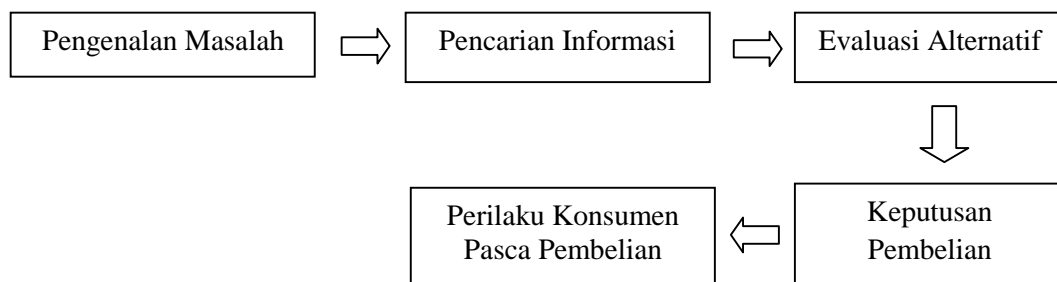 Pengenalan Masalah
Pencarian Informasi
Evaluasi Alternatif
Keputusan
Pembelian
Perilaku Konsumen
Pasca Pembelian